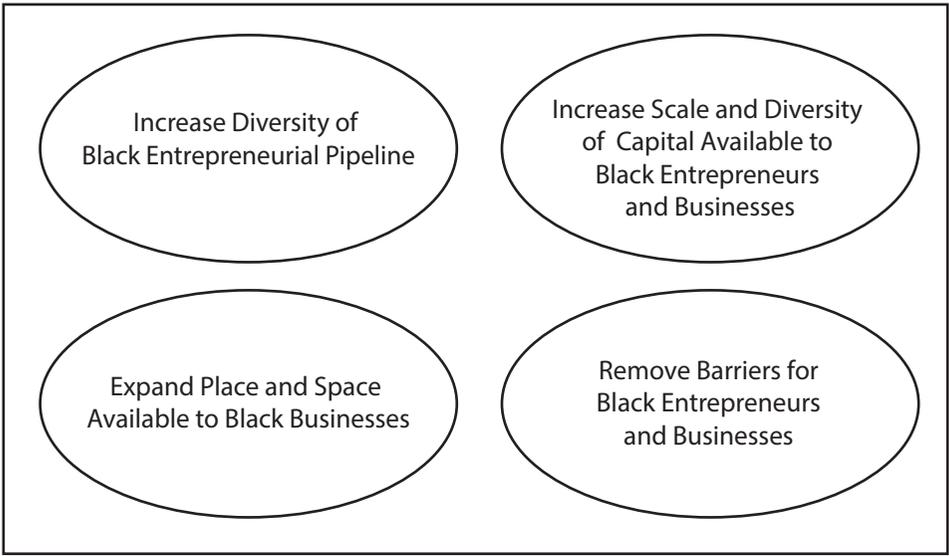 Increase Diversity of
Black Entrepreneurial Pipeline
Increase Scale and Diversity
of Capital Available to
Black Entrepreneurs
and Businesses
Expand Place and Space
Available to Black Businesses
Remove Barriers for
Black Entrepreneurs
and Businesses